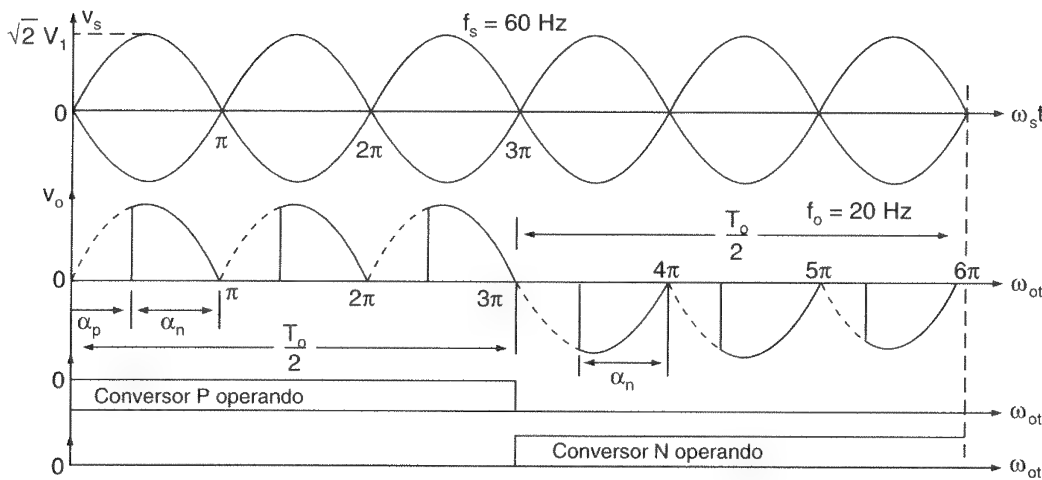 v_s
√2 V_1
f_s = 60 Hz
0
ω_s t
π
2π
3π
v_o
T_o/2
f_o = 20 Hz
0
π
2π
3π
4π
5π
6π
ω_ot
α_p
α_n
T_o/2
α_n
0
Conversor P operando
ω_ot
0
Conversor N operando
ω_ot